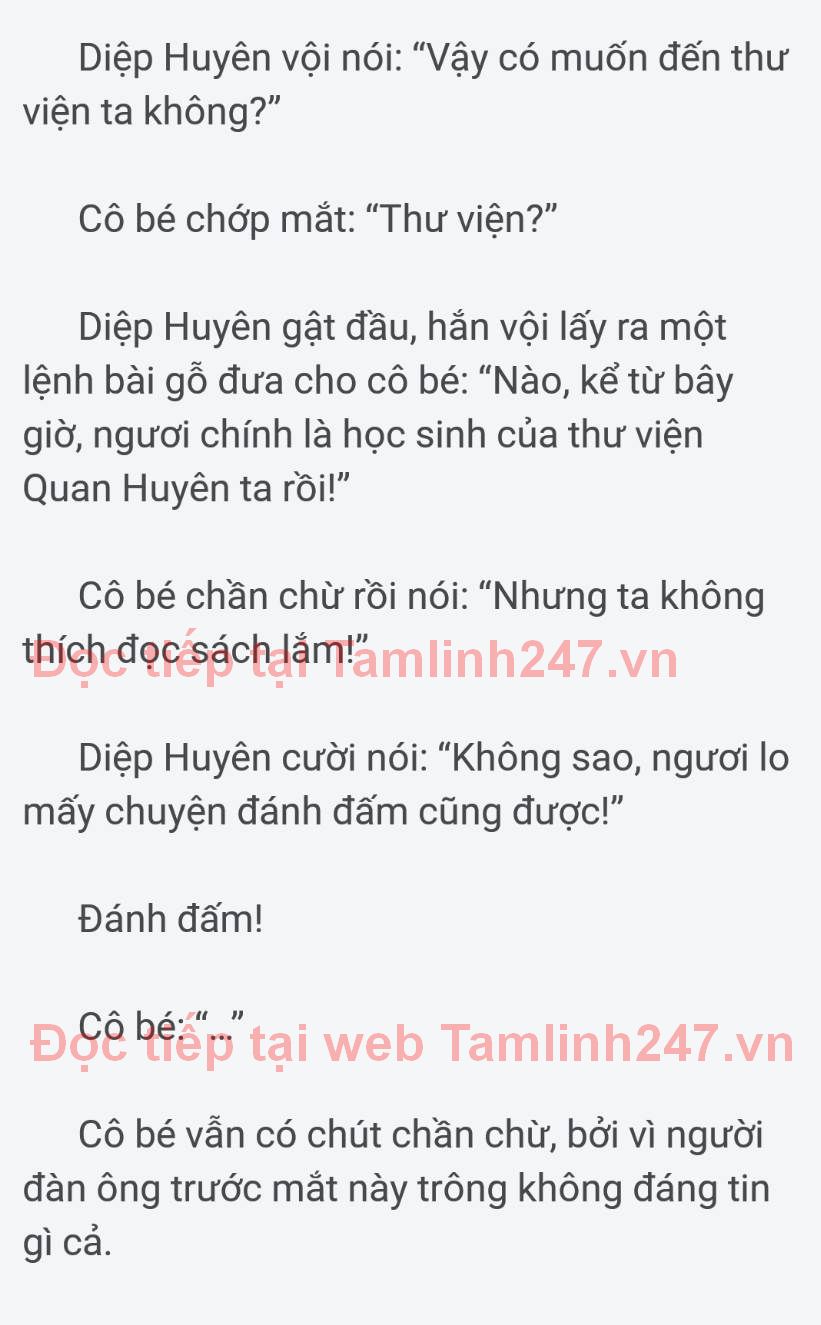 Diệp Huyên vội nói: “Vậy có muốn đến thư
viện ta không?”
Cô bé chớp mắt: “Thư viện?”
Diệp Huyên gật đầu, hắn vội lấy ra một
lệnh bài gỗ đưa cho cô bé: “Nào, kể từ bây
giờ, ngươi chính là học sinh của thư viện
Quan Huyên ta rồi!”
Cô bé chần chừ rồi nói: “Nhưng ta không
thích đọc sách lắm!”
Đọc tiếp tại Tamlinh247.vn
Diệp Huyên cười nói: “Không sao, ngươi lo
mấy chuyện đánh đấm cũng được!”
Đánh đấm!
Cô bé: “...”
Đọc tiếp tại web Tamlinh247.vn
Cô bé vẫn có chút chần chừ, bởi vì người
đàn ông trước mắt này trông không đáng tin
gì cả.